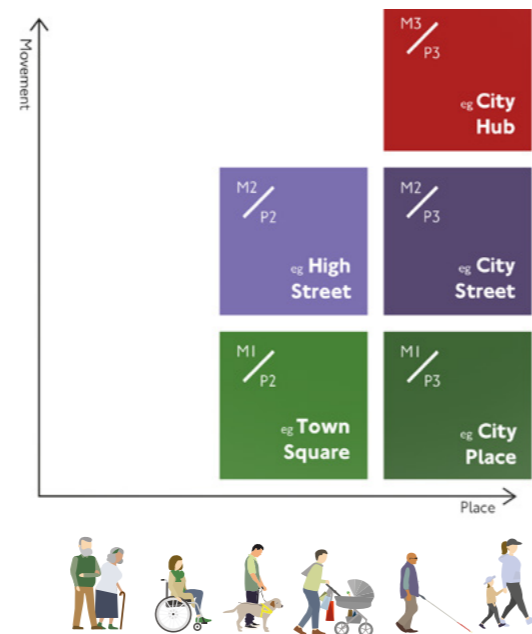 Movement
M3
P3
eg City
Hub
M2
P2
eg High
Street
M2
P3
eg City
Street
M1
P2
eg Town
Square
M1
P3
eg City
Place
Place